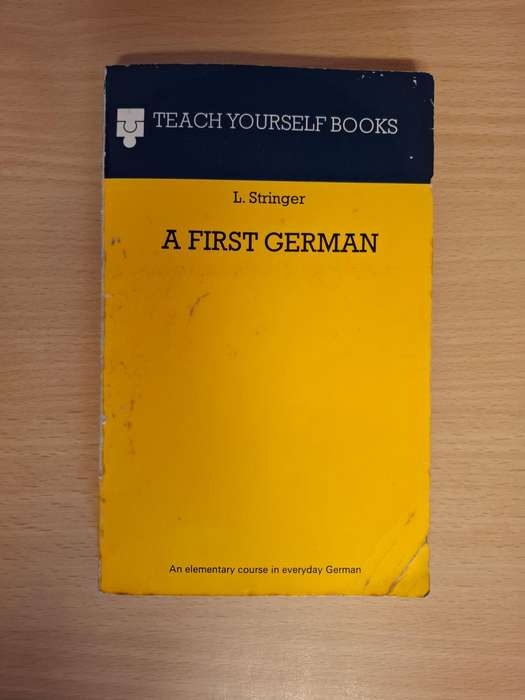 TEACH YOURSELF BOOKS
L. Stringer
A FIRST GERMAN
An elementary course in everyday German